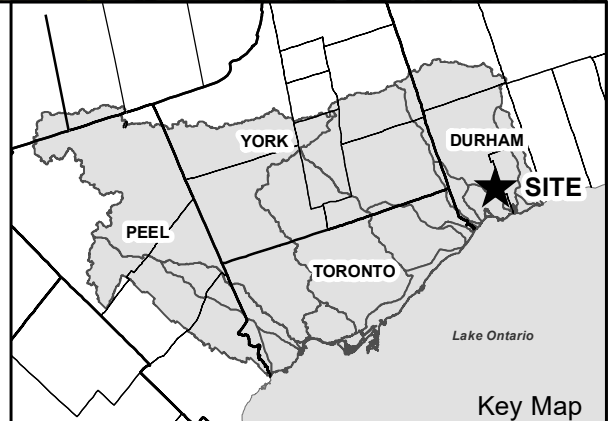 YORK
DURHAM
SITE
PEEL
TORONTO
Lake Ontario
Key Map